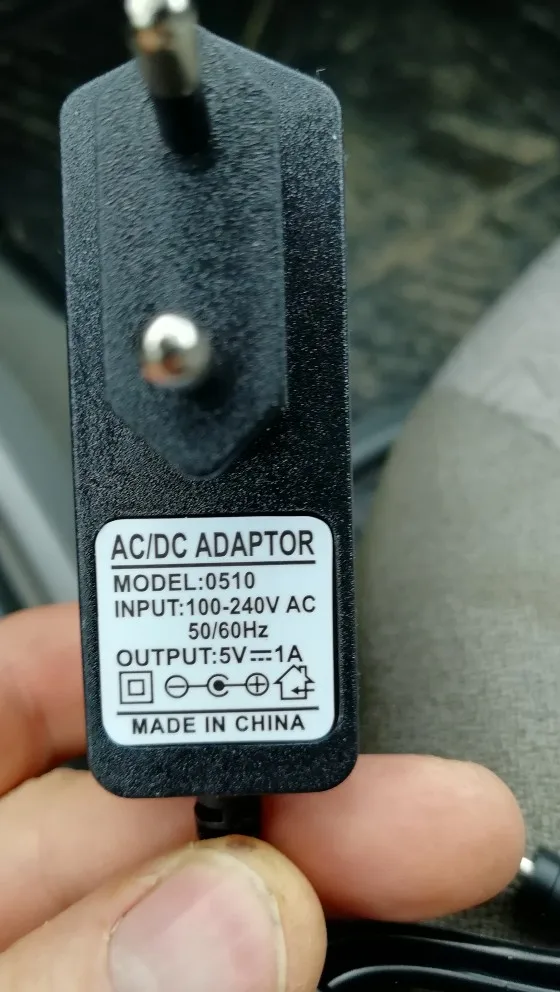 AC/DC ADAPTOR
MODEL:0510
INPUT:100-240V AC
50/60Hz
OUTPUT:5V⎓1A
MADE IN CHINA